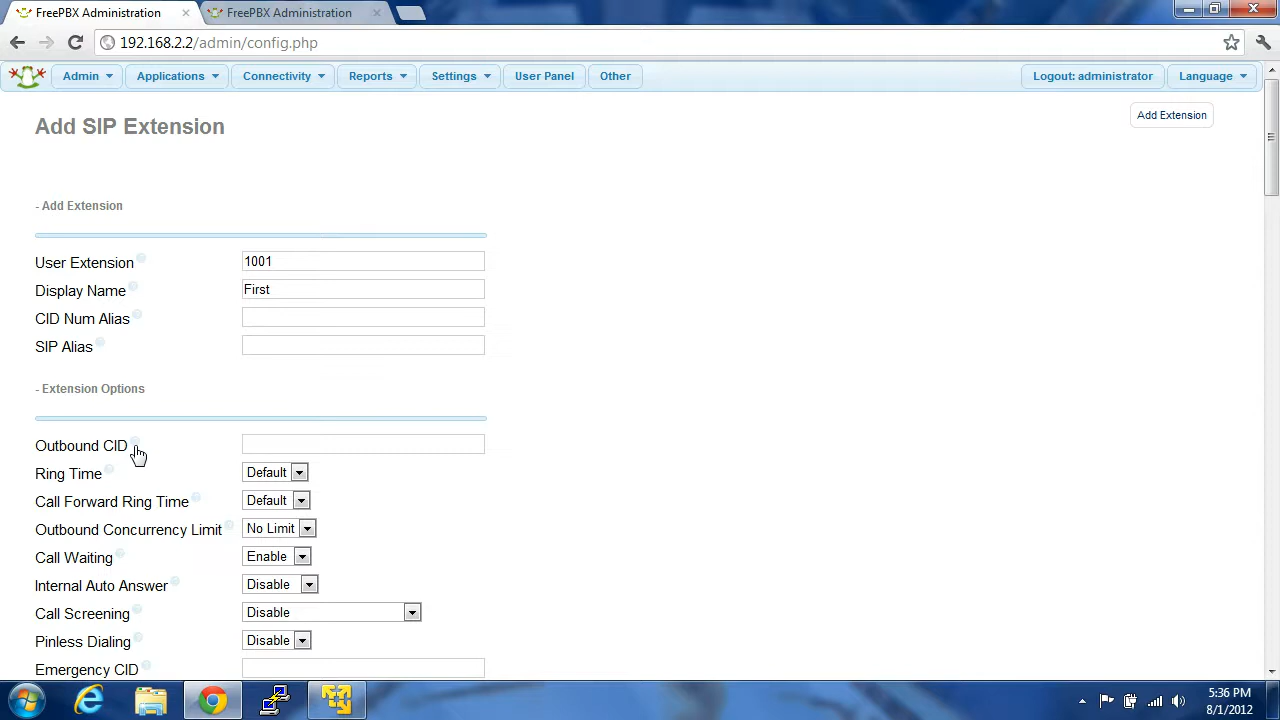 FreePBX Administration
FreePBX Administration
192.168.2.2/admin/config.php
Admin
Applications
Connectivity
Reports
Settings
User Panel
Other
Logout: administrator
Language
Add SIP Extension
Add Extension
- Add Extension
User Extension
1001
Display Name
First
CID Num Alias
SIP Alias
- Extension Options
Outbound CID
Ring Time
Default
Call Forward Ring Time
Default
Outbound Concurrency Limit
No Limit
Call Waiting
Enable
Internal Auto Answer
Disable
Call Screening
Disable
Pinless Dialing
Disable
Emergency CID
5:36 PM
8/1/2012